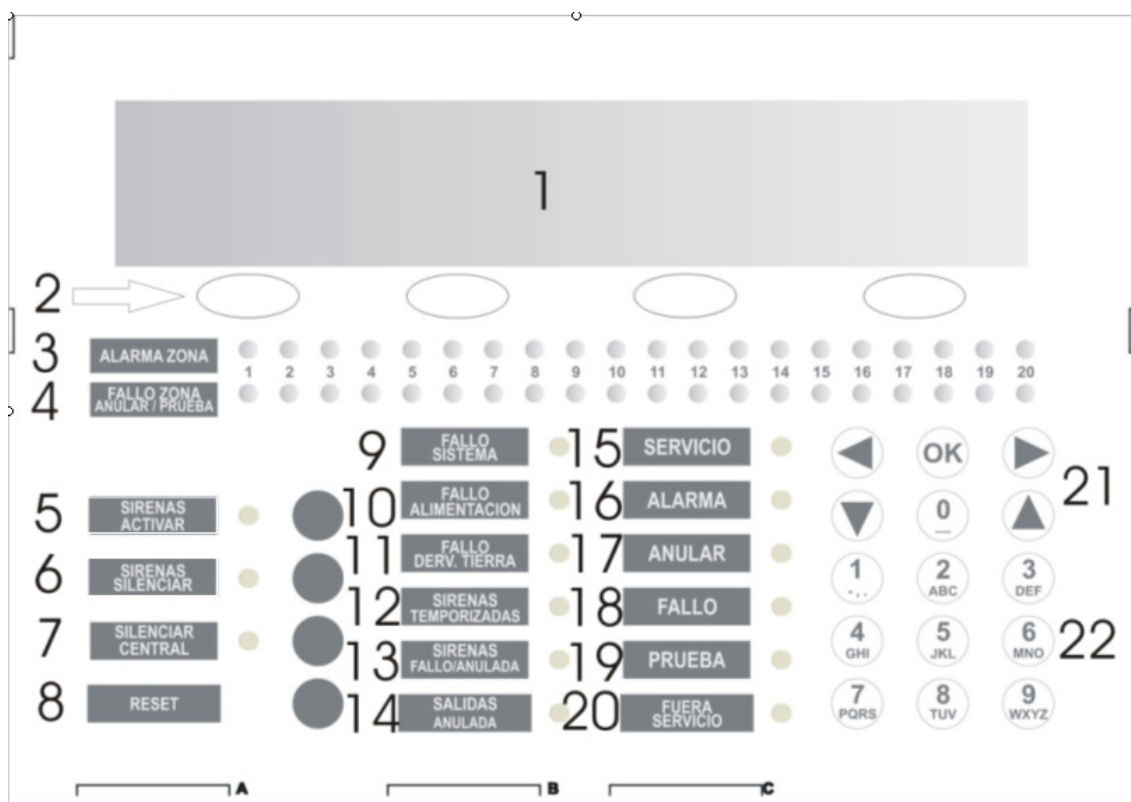 1
2
3 ALARMA ZONA
1 2 3 4 5 6 7 8 9 10 11 12 13 14 15 16 17 18 19 20
4 FALLO ZONA
ANULAR / PRUEBA
5 SIRENAS
ACTIVAR
6 SIRENAS
SILENCIAR
7 SILENCIAR
CENTRAL
8 RESET
9 FALLO
SISTEMA
10 FALLO
ALIMENTACION
11 FALLO
DERV. TIERRA
12 SIRENAS
TEMPORIZADAS
13 SIRENAS
FALLO/ANULADA
14 SALIDAS
ANULADA
15 SERVICIO
16 ALARMA
17 ANULAR
18 FALLO
19 PRUEBA
20 FUERA
SERVICIO
OK
21
0
_
1 2 3
-,. ABC DEF
4 5 6 22
GHI JKL MNO
7 8 9
PQRS TUV WXYZ
A B C